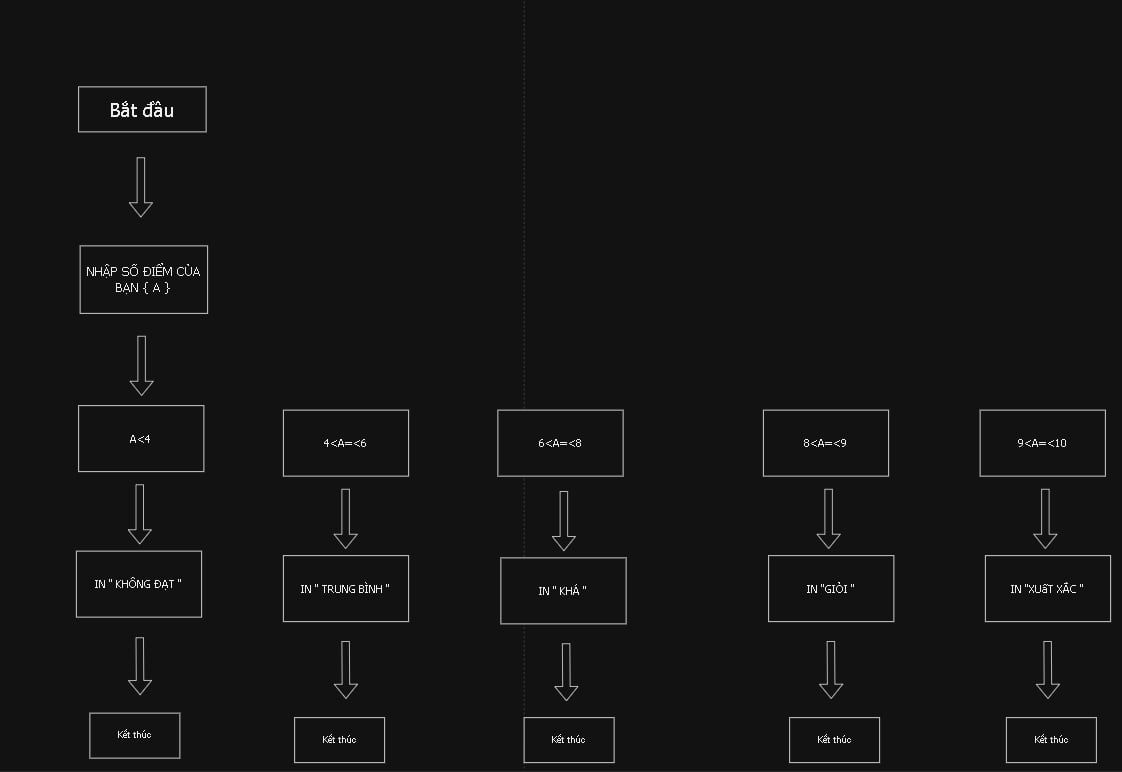 Bắt đầu
NHẬP SỐ ĐIỂM CỦA
BẠN { A }
A<4
4<A=<6
6<A=<8
8<A=<9
9<A=<10
IN " KHÔNG ĐẠT "
IN " TRUNG BÌNH "
IN " KHÁ "
IN "GIỎI "
IN "XUấT XẮC "
Kết thúc
Kết thúc
Kết thúc
Kết thúc
Kết thúc